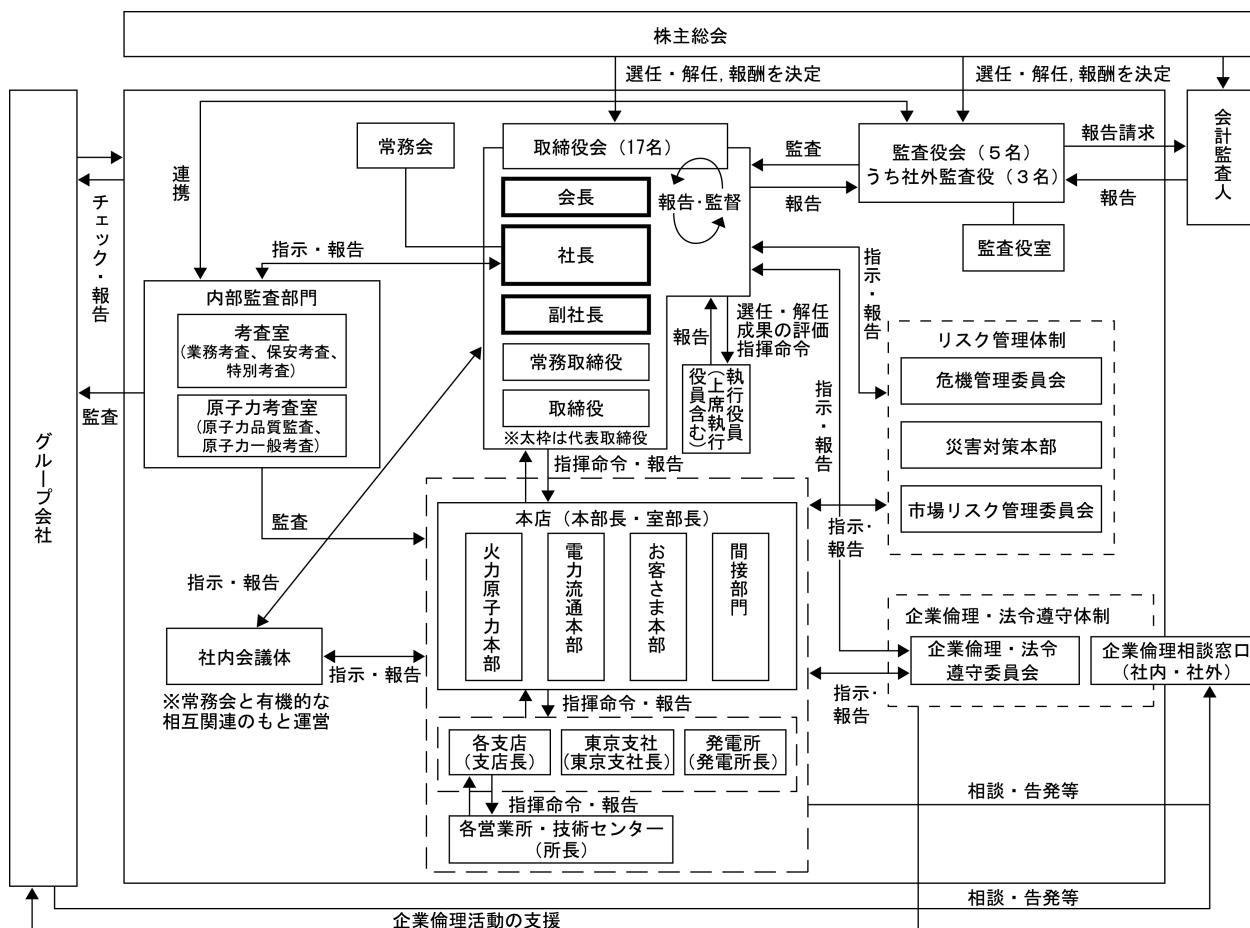 株主総会
選任・解任, 報酬を決定
選任・解任, 報酬を決定
グループ会社
チェック・報告
監査
連携
常務会
取締役会（17名）
会長
社長
副社長
常務取締役
取締役
※太枠は代表取締役
報告・監督
監査
報告
監査役会（５名）
うち社外監査役（３名）
監査役室
報告請求
報告
会計監査人
指示・報告
内部監査部門
考査室
(業務考査、保安考査、
特別考査)
原子力考査室
(原子力品質監査、
原子力一般考査)
監査
報告
選任・解任
成果の評価
指揮命令
執行役員
(上席執行
役員含む)
指示・
報告
指示・
報告
リスク管理体制
危機管理委員会
災害対策本部
市場リスク管理委員会
指示・
報告
指揮命令・報告
本店（本部長・室部長）
火力原子力本部
電力流通本部
お客さま本部
間接部門
指示・報告
社内会議体
指示・報告
※常務会と有機的な
相互関連のもと運営
企業倫理・法令遵守体制
企業倫理・法令
遵守委員会
企業倫理相談窓口
(社内・社外)
指示・
報告
指揮命令・報告
各支店
(支店長)
東京支社
(東京支社長)
発電所
(発電所長)
指揮命令・報告
各営業所・技術センター
(所長)
相談・告発等
相談・告発等
企業倫理活動の支援